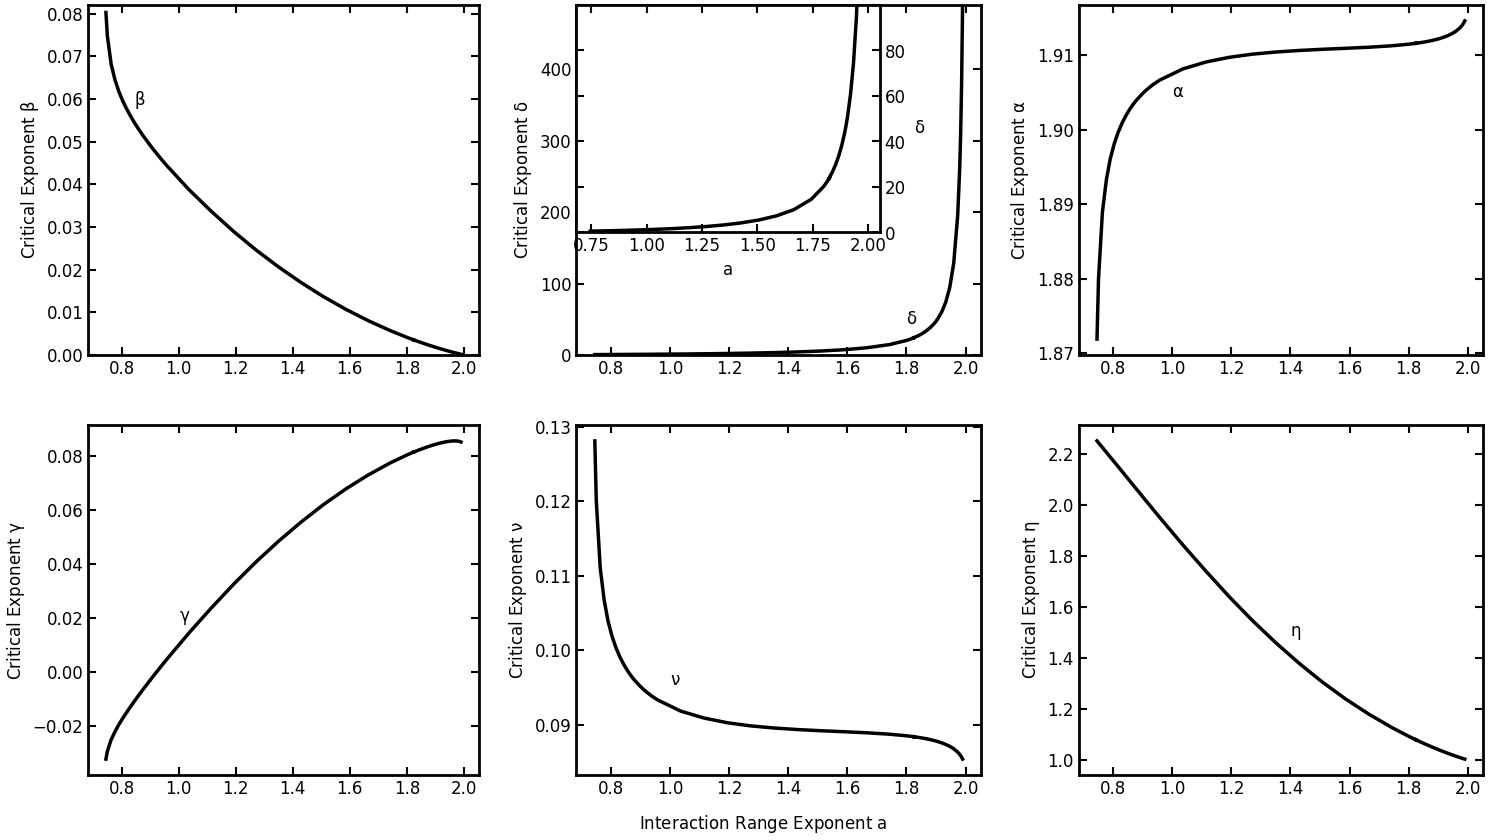 Critical Exponent β
0.08
0.07
0.06
0.05
0.04
0.03
0.02
0.01
0.00
β
0.8 1.0 1.2 1.4 1.6 1.8 2.0
Critical Exponent δ
400
300
200
100
0
80
60
40
20
0
δ
0.75 1.00 1.25 1.50 1.75 2.00
a
δ
0.8 1.0 1.2 1.4 1.6 1.8 2.0
Critical Exponent α
1.91
1.90
1.89
1.88
1.87
α
0.8 1.0 1.2 1.4 1.6 1.8 2.0
Critical Exponent γ
0.08
0.06
0.04
0.02
0.00
−0.02
γ
0.8 1.0 1.2 1.4 1.6 1.8 2.0
Critical Exponent ν
0.13
0.12
0.11
0.10
0.09
ν
0.8 1.0 1.2 1.4 1.6 1.8 2.0
Critical Exponent η
2.2
2.0
1.8
1.6
1.4
1.2
1.0
η
0.8 1.0 1.2 1.4 1.6 1.8 2.0
Interaction Range Exponent a